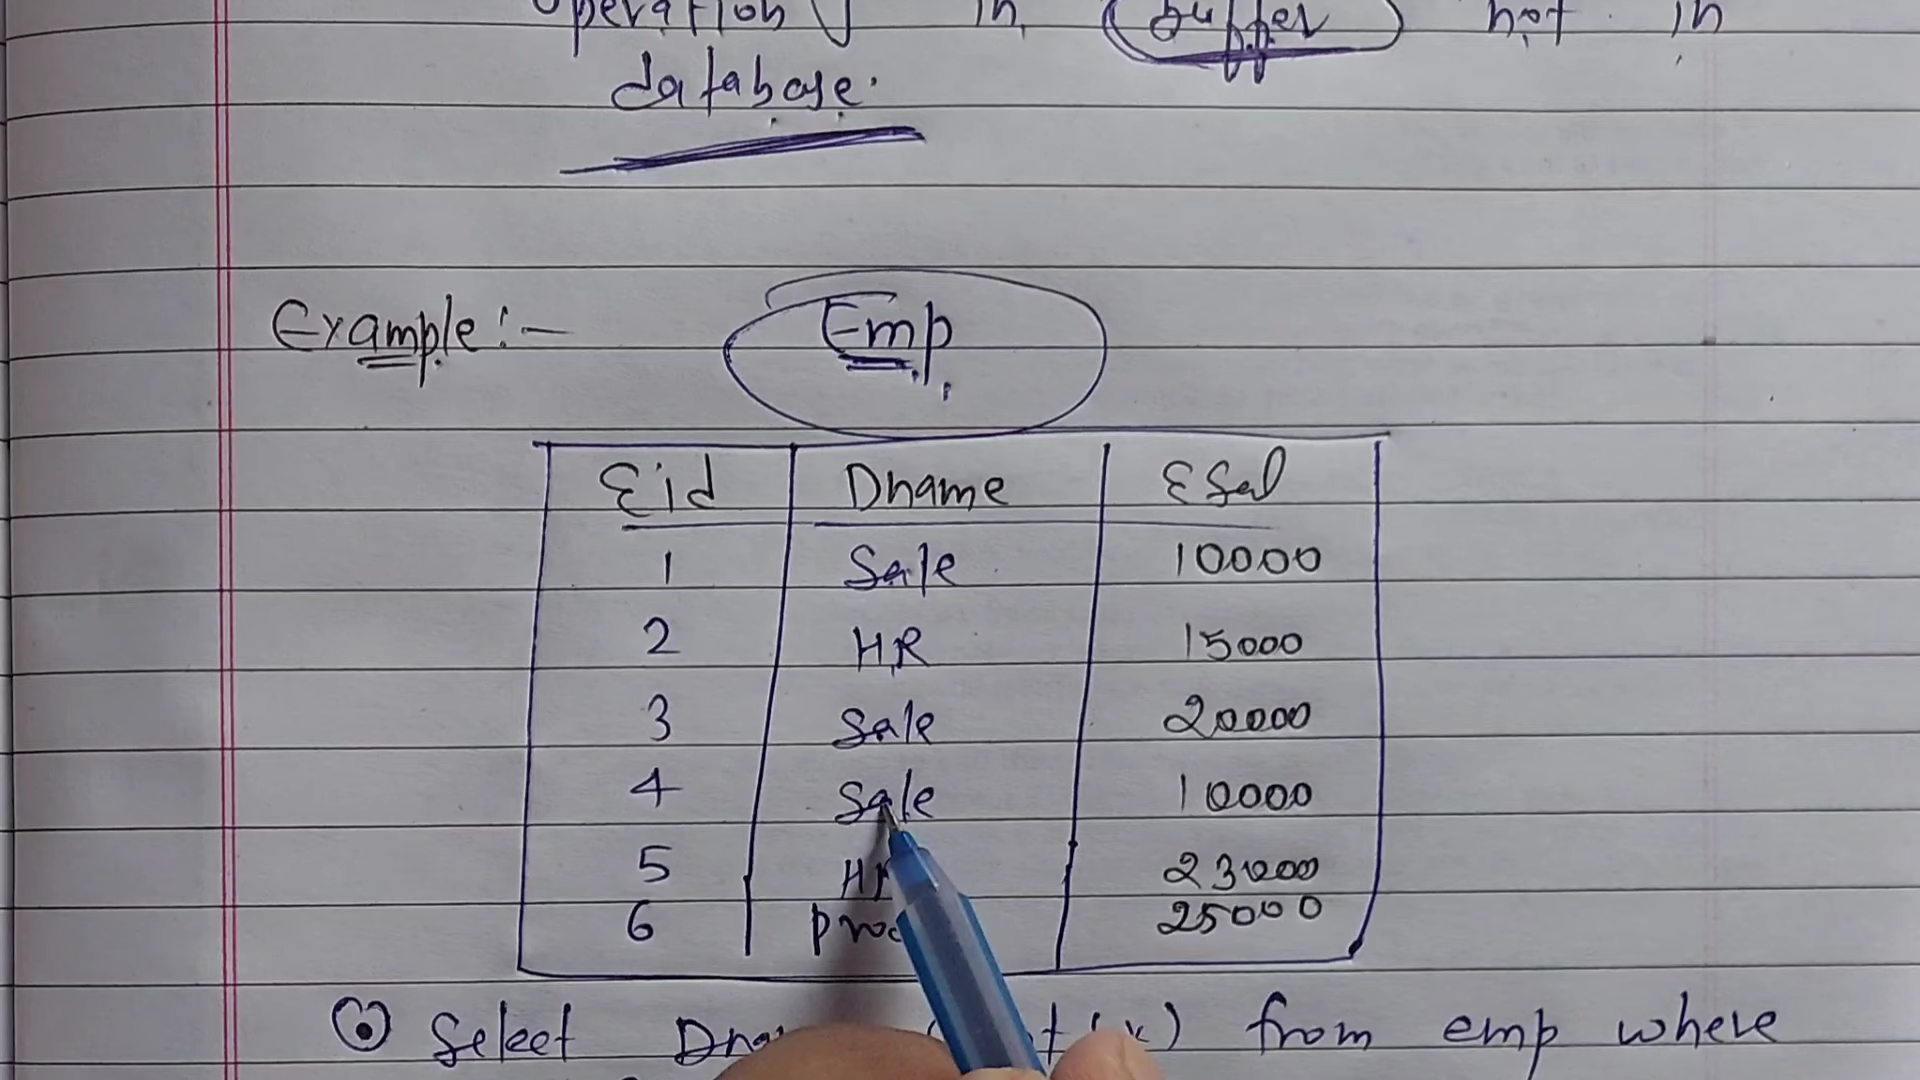 operation in buffer not in
database.
Example:- Emp
Eid Dname ESal
1 Sale 10000
2 HR 15000
3 Sale 20000
4 Sale 10000
5 23000
6 25000
Select from emp where